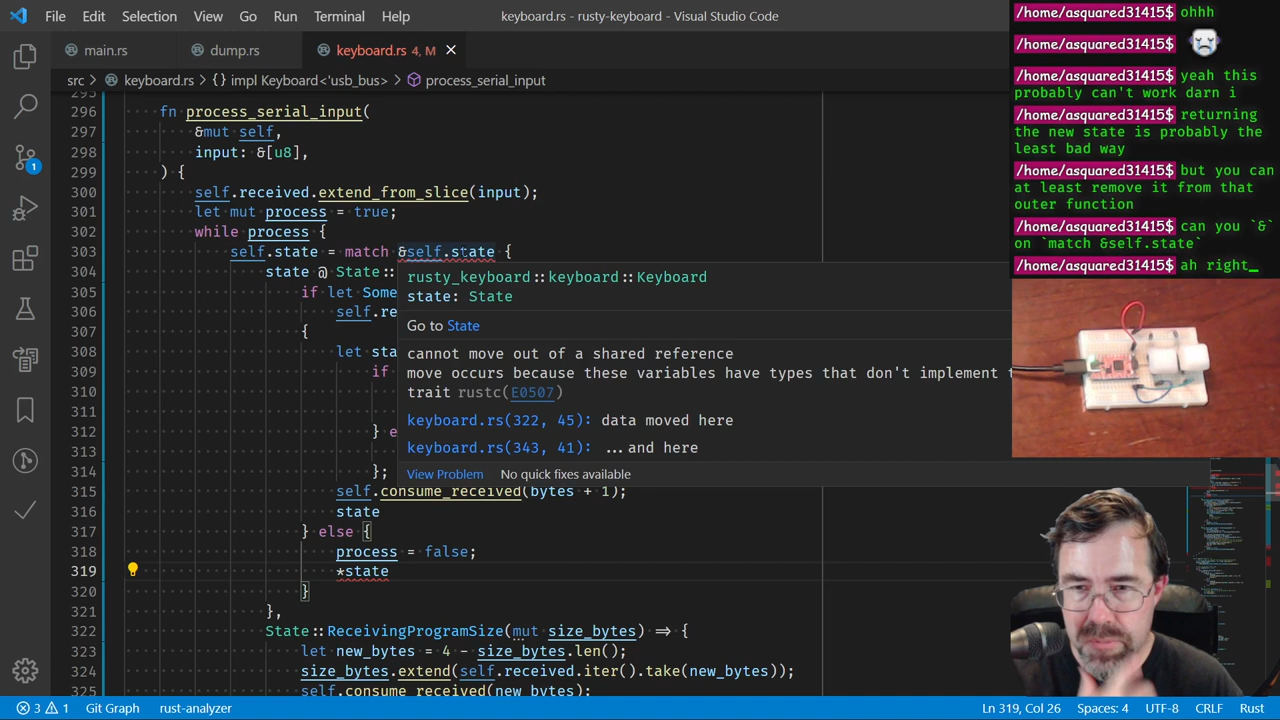 File Edit Selection View Go Run Terminal Help
keyboard.rs - rusty-keyboard - Visual Studio Code
main.rs dump.rs keyboard.rs 4, M
src > keyboard.rs > {} impl Keyboard<'usb_bus> > process_serial_input
295
296 fn process_serial_input(
297 &mut self,
298 input: &[u8],
299 ) {
300 self.received.extend_from_slice(input);
301 let mut process = true;
302 while process {
303 self.state = match &self.state {
304 state @ State::
305 if let Some
306 self.re
307 {
308 let sta
309 if
310
311
312 } e
313
314 };
315 self.consume_received(bytes + 1);
316 state
317 } else {
318 process = false;
319 *state
320 }
321 },
322 State::ReceivingProgramSize(mut size_bytes) => {
323 let new_bytes = 4 - size_bytes.len();
324 size_bytes.extend(self.received.iter().take(new_bytes));
325 self.consume_received(new_bytes);
rusty_keyboard::keyboard::Keyboard
state: State
Go to State
cannot move out of a shared reference
move occurs because these variables have types that don't implement t
trait rustc(E0507)
keyboard.rs(322, 45): data moved here
keyboard.rs(343, 41): ...and here
View Problem No quick fixes available
/home/asquared31415$ ohhh
/home/asquared31415$
/home/asquared31415$ yeah this
probably can't work darn i
/home/asquared31415$ returning
the new state is probably the
least bad way
/home/asquared31415$ but you can
at least remove it from that
outer function
/home/asquared31415$ can you `&`
on `match &self.state`
/home/asquared31415$ ah right_
1
3 1 Git Graph rust-analyzer
Ln 319, Col 26 Spaces: 4 UTF-8 CRLF Rust